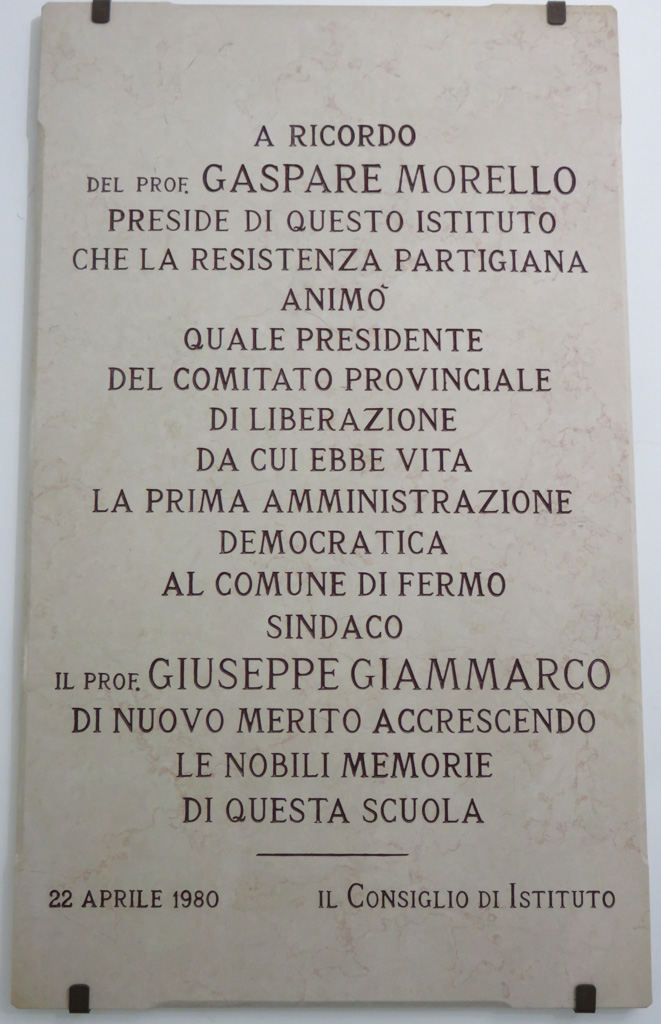 A RICORDO
DEL PROF. GASPARE MORELLO
PRESIDE DI QUESTO ISTITUTO
CHE LA RESISTENZA PARTIGIANA
ANIMÒ
QUALE PRESIDENTE
DEL COMITATO PROVINCIALE
DI LIBERAZIONE
DA CUI EBBE VITA
LA PRIMA AMMINISTRAZIONE
DEMOCRATICA
AL COMUNE DI FERMO
SINDACO
IL PROF. GIUSEPPE GIAMMARCO
DI NUOVO MERITO ACCRESCENDO
LE NOBILI MEMORIE
DI QUESTA SCUOLA
22 APRILE 1980 IL CONSIGLIO DI ISTITUTO